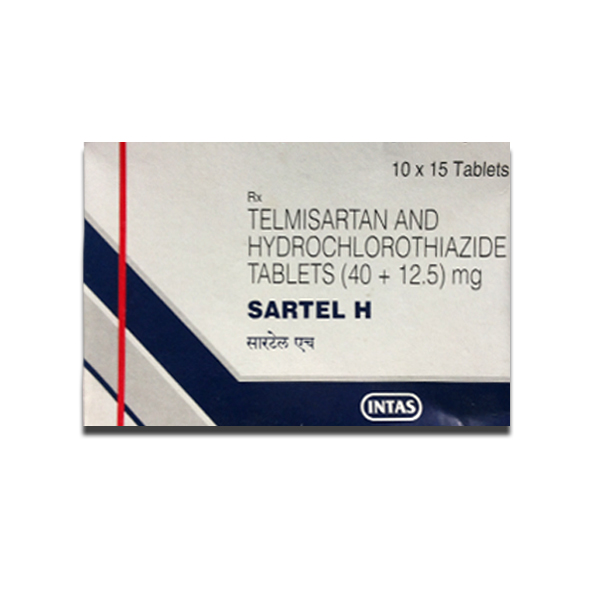 10 x 15 Tablets
Rx
TELMISARTAN AND
HYDROCHLOROTHIAZIDE
TABLETS (40 + 12.5) mg
SARTEL H
सारटेल एच
INTAS